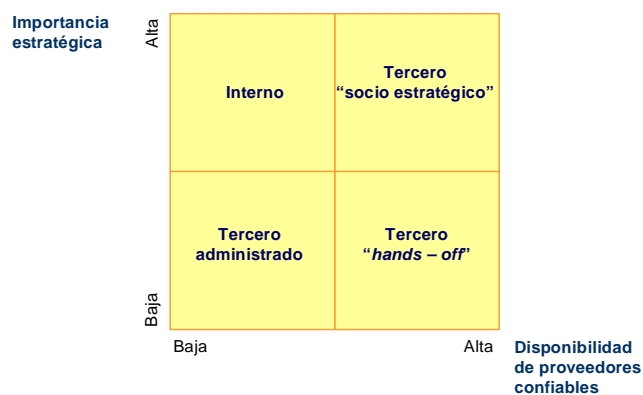 Importancia
estratégica
Alta
Interno
Tercero
“socio estratégico”
Tercero
administrado
Tercero
“hands – off”
Baja
Baja
Alta
Disponibilidad
de proveedores
confiables